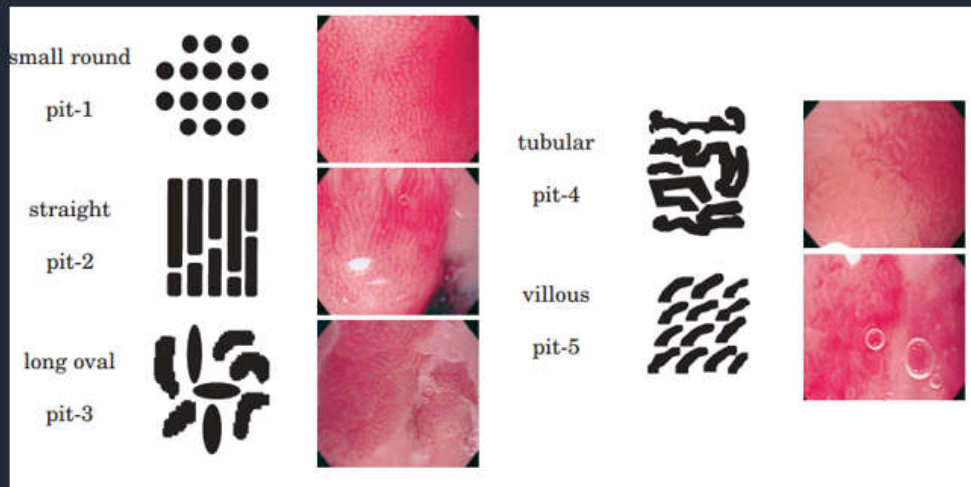 small round
pit-1
straight
pit-2
long oval
pit-3
tubular
pit-4
villous
pit-5